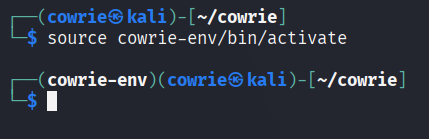 ┌──(cowrie㉿kali)-[~/cowrie]
└─$ source cowrie-env/bin/activate
┌──(cowrie-env)(cowrie㉿kali)-[~/cowrie]
└─$